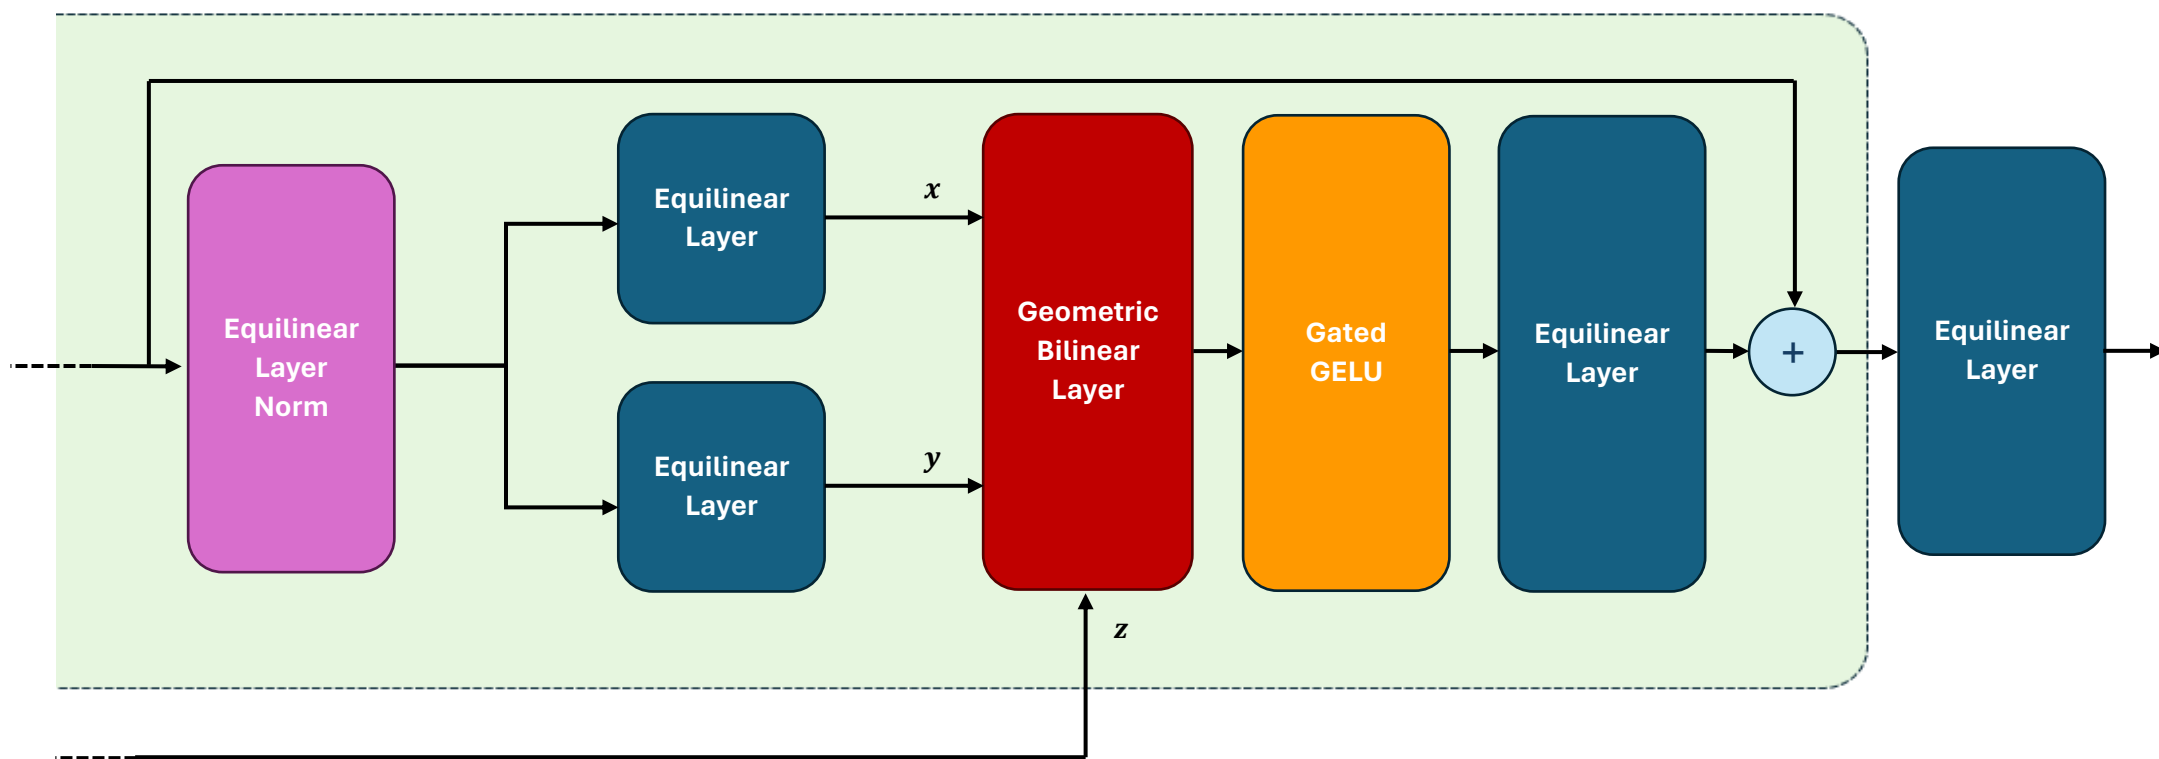 Equilinear
Layer
Norm
Equilinear
Layer
x
Equilinear
Layer
y
Geometric
Bilinear
Layer
z
Gated
GELU
Equilinear
Layer
+
Equilinear
Layer